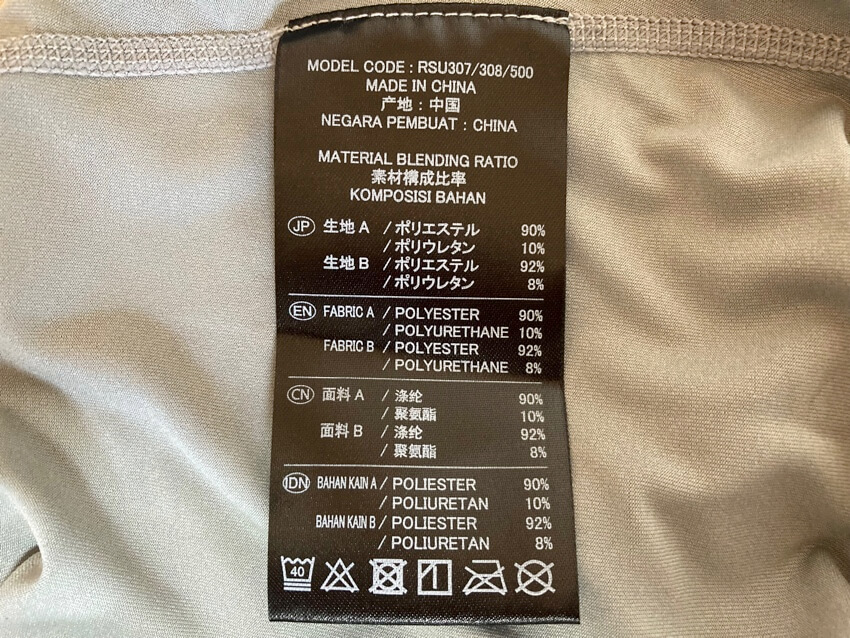 MODEL CODE : RSU307/308/500
MADE IN CHINA
产地：中国
NEGARA PEMBUAT : CHINA
MATERIAL BLENDING RATIO
素材構成比率
KOMPOSISI BAHAN
JP 生地 A / ポリエステル 90%
/ ポリウレタン 10%
生地 B / ポリエステル 92%
/ ポリウレタン 8%
EN FABRIC A / POLYESTER 90%
/ POLYURETHANE 10%
FABRIC B / POLYESTER 92%
/ POLYURETHANE 8%
CN 面料 A / 涤纶 90%
/ 聚氨酯 10%
面料 B / 涤纶 92%
/ 聚氨酯 8%
IDN BAHAN KAIN A / POLIESTER 90%
/ POLIURETAN 10%
BAHAN KAIN B / POLIESTER 92%
/ POLIURETAN 8%
40